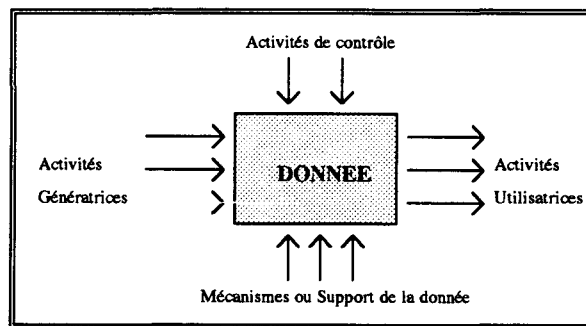 Activités de contrôle
Activités
Génératrices
DONNEE
Activités
Utilisatrices
Mécanismes ou Support de la donnée